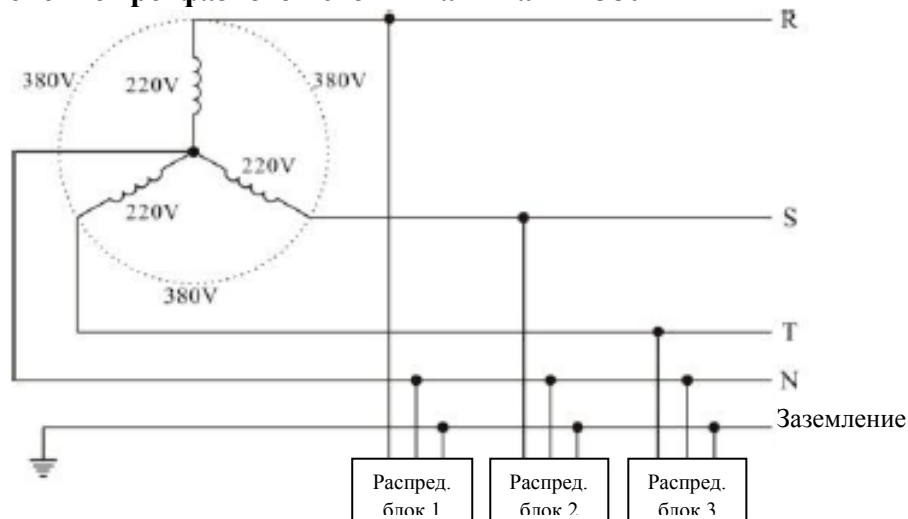 R
380V
220V
380V
220V
220V
S
380V
T
N
Заземление
Распред.
блок 1
Распред.
блок 2
Распред.
блок 3